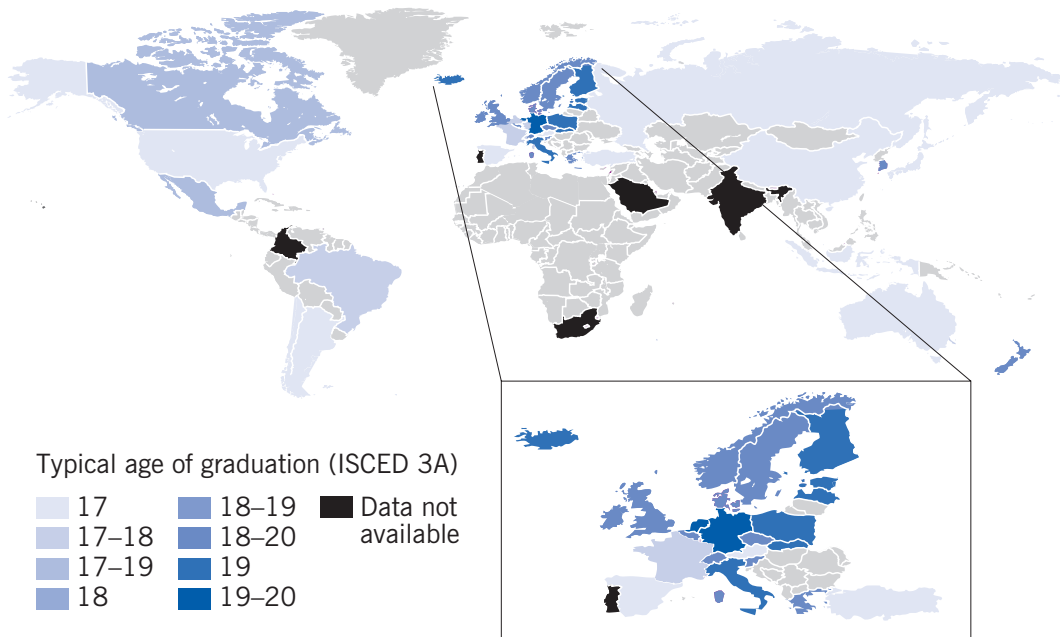 Typical age of graduation (ISCED 3A)
17
17–18
17–19
18
18–19
18–20
19
19–20
Data not
available